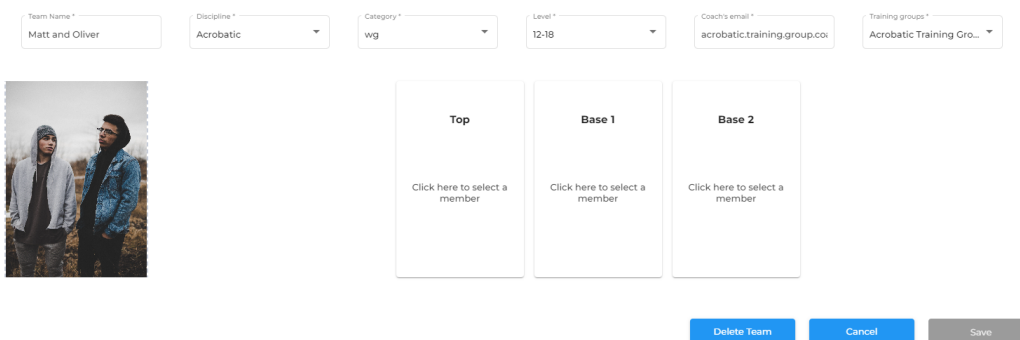 Team Name *
Matt and Oliver
Discipline *
Acrobatic
Category *
wg
Level *
12-18
Coach's email *
acrobatic.training.group.coa
Training groups *
Acrobatic Training Gro...
Top
Click here to select a
member
Base 1
Click here to select a
member
Base 2
Click here to select a
member
Delete Team
Cancel
Save